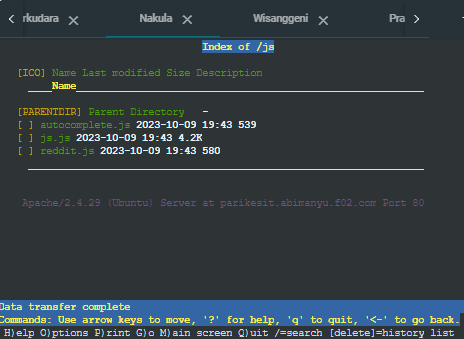 rkudara
Nakula
Wisanggeni
Pra
Index of /js
[ICO] Name Last modified Size Description
Name
[PARENTDIR] Parent Directory -
[ ] autocomplete.js 2023-10-09 19:43 539
[ ] js.js 2023-10-09 19:43 4.2K
[ ] reddit.js 2023-10-09 19:43 580
Apache/2.4.29 (Ubuntu) Server at parikesit.abimanyu.f02.com Port 80
Data transfer complete
Commands: Use arrow keys to move, '?' for help, 'q' to quit, '<-' to go back.
H)elp O)ptions P)rint G)o M)ain screen Q)uit /=search [delete]=history list